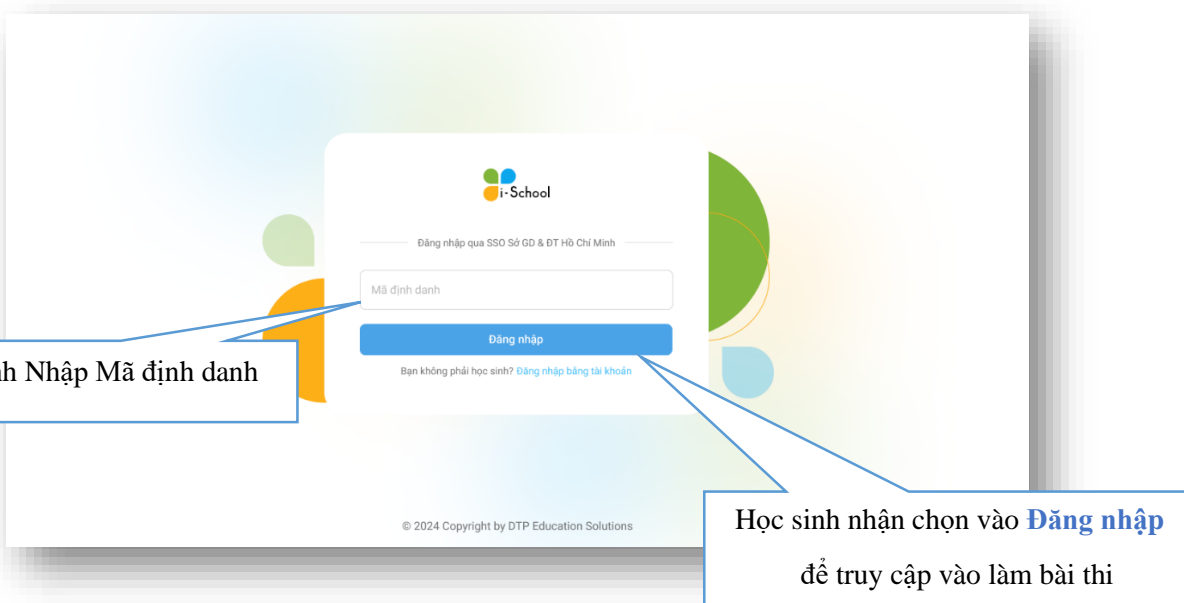 i-School
Đăng nhập qua SSO Sở GD & ĐT Hồ Chí Minh
Mã định danh
Đăng nhập
Bạn không phải học sinh? Đăng nhập bằng tài khoản
Nhập Mã định danh
© 2024 Copyright by DTP Education Solutions
Học sinh nhận chọn vào Đăng nhập
để truy cập vào làm bài thi